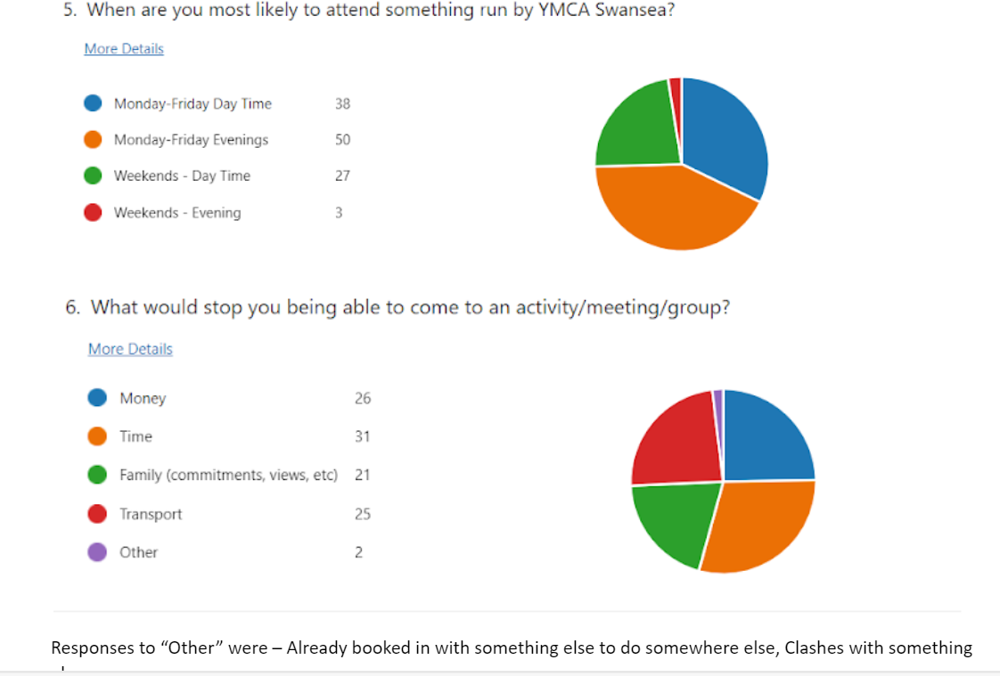 5. When are you most likely to attend something run by YMCA Swansea?
More Details
Monday-Friday Day Time 38
Monday-Friday Evenings 50
Weekends - Day Time 27
Weekends - Evening 3
6. What would stop you being able to come to an activity/meeting/group?
More Details
Money 26
Time 31
Family (commitments, views, etc) 21
Transport 25
Other 2
Responses to “Other” were – Already booked in with something else to do somewhere else, Clashes with something